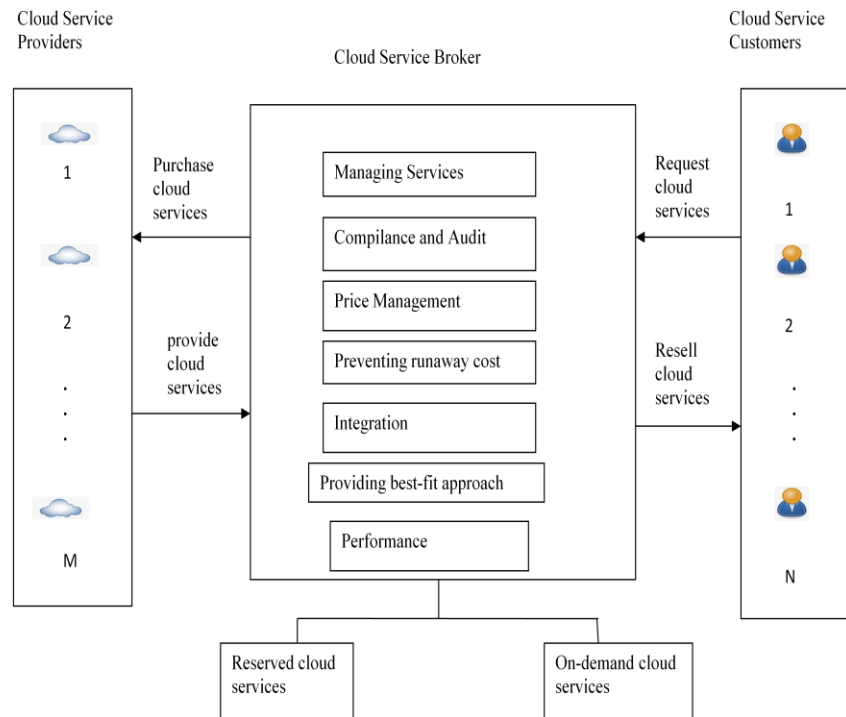 Cloud Service
Providers
Cloud Service Broker
Cloud Service
Customers
1
2
.
.
.
M
Purchase
cloud
services
provide
cloud
services
Managing Services
Compilance and Audit
Price Management
Preventing runaway cost
Integration
Providing best-fit approach
Performance
Request
cloud
services
Resell
cloud
services
1
2
.
.
.
N
Reserved cloud
services
On-demand cloud
services